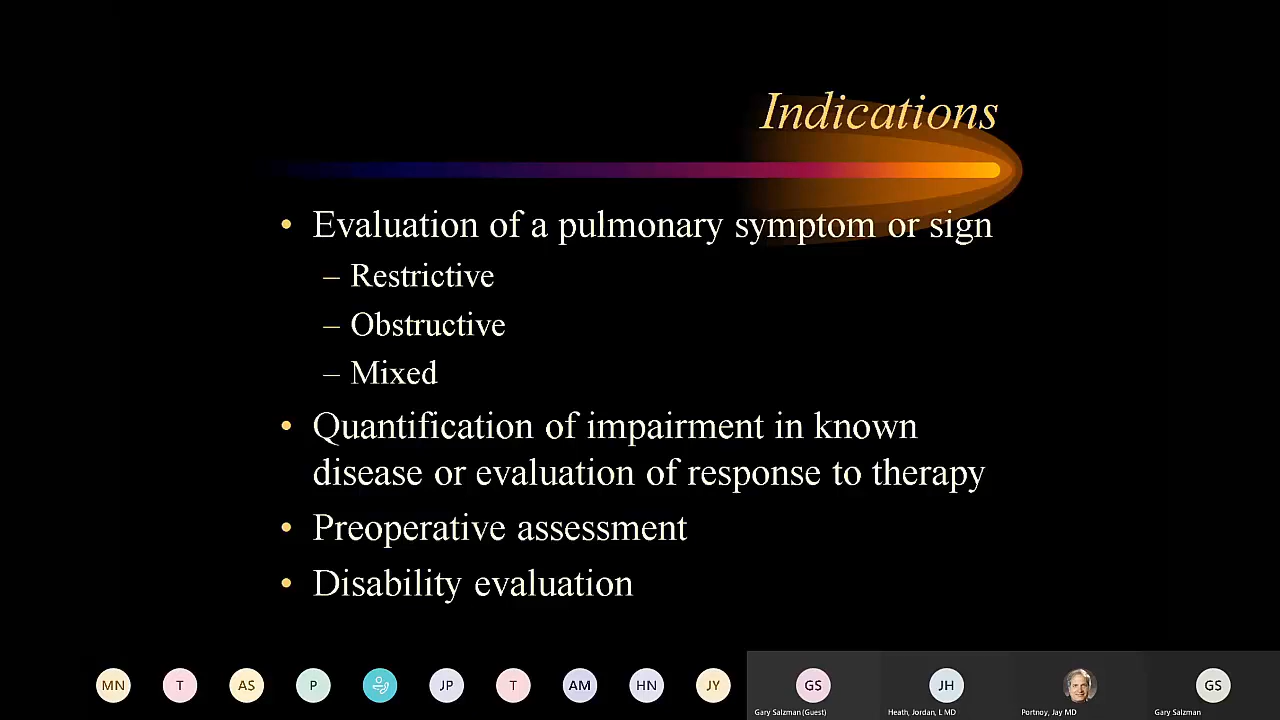 Indications
• Evaluation of a pulmonary symptom or sign
– Restrictive
– Obstructive
– Mixed
• Quantification of impairment in known
disease or evaluation of response to therapy
• Preoperative assessment
• Disability evaluation
MN T AS P JP T AM HN JY GS JH GS
Gary Salzman (Guest) Heath, Jordan, L MD Portnoy, Jay MD Gary Salzman